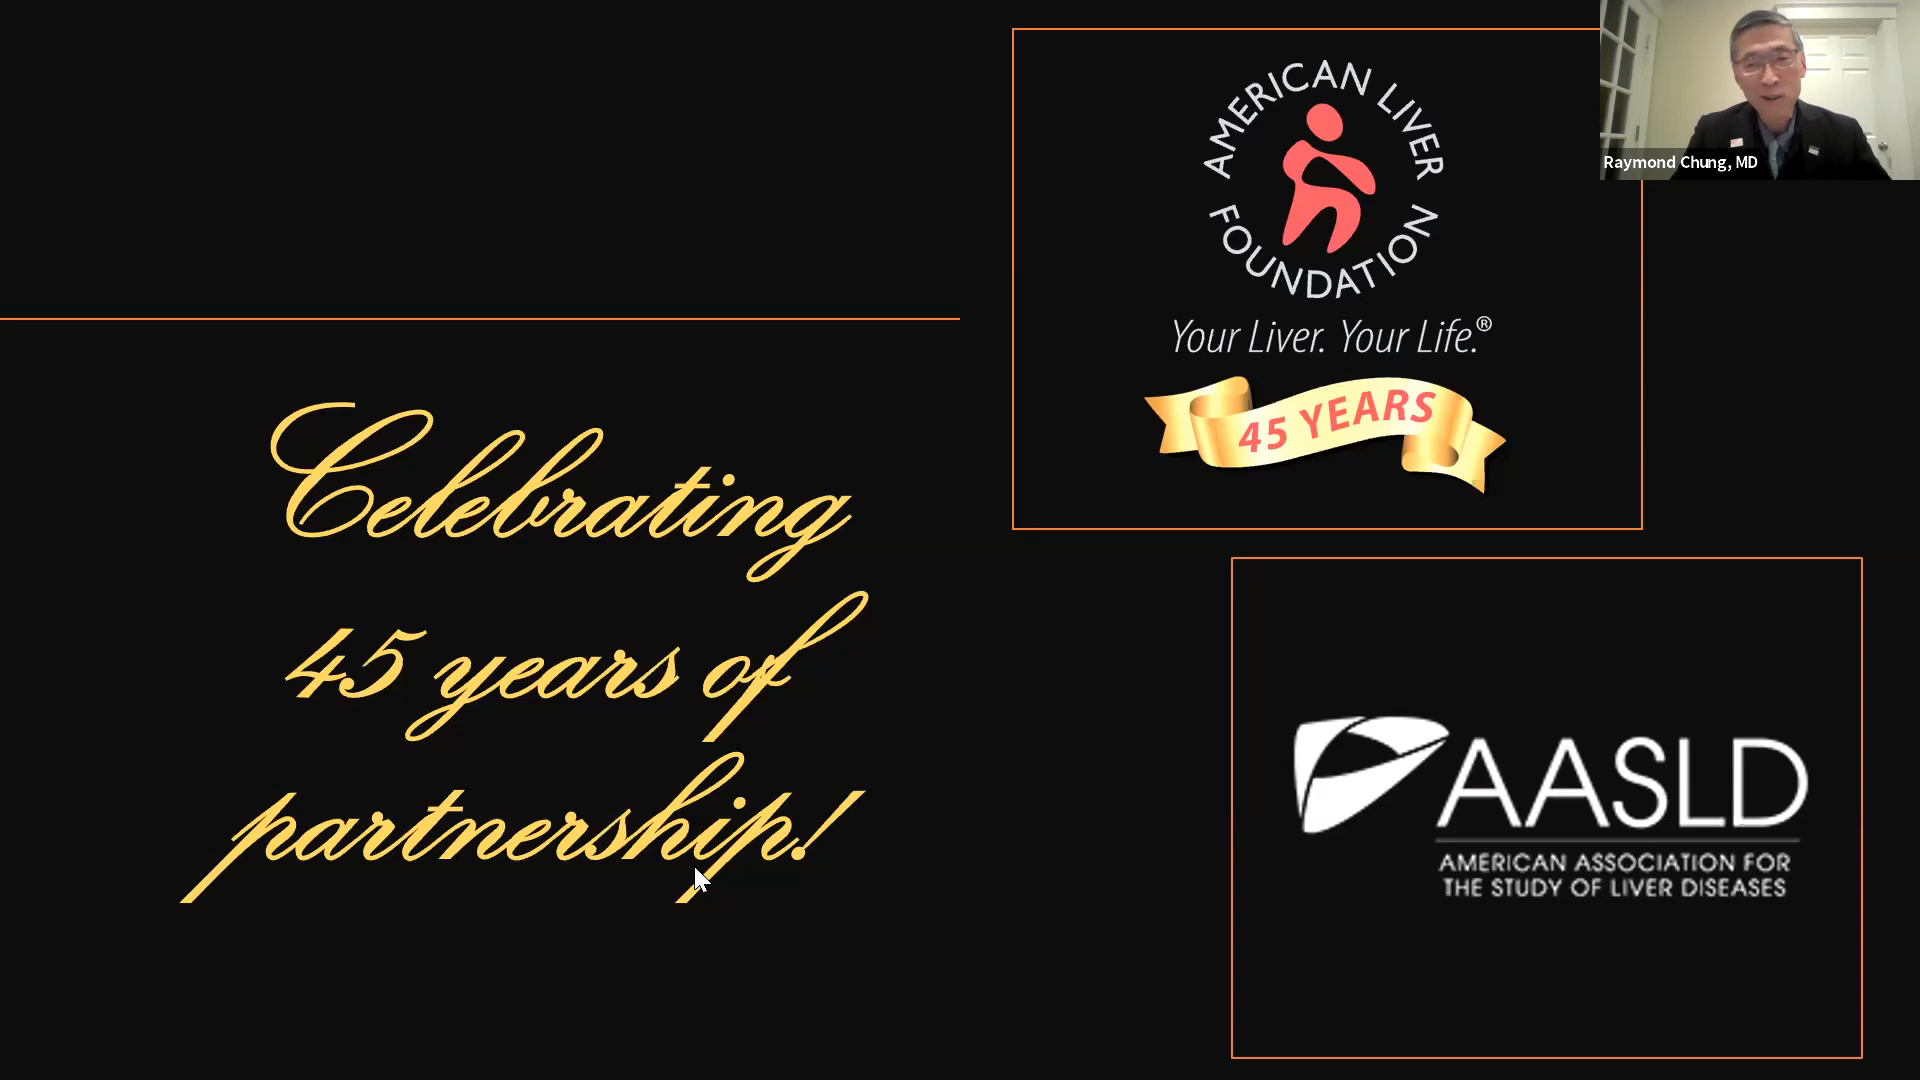 AMERICAN LIVER
FOUNDATION
Your Liver. Your Life.®
45 YEARS
Raymond Chung, MD
Celebrating
45 years of
partnership!
AASLD
AMERICAN ASSOCIATION FOR
THE STUDY OF LIVER DISEASES